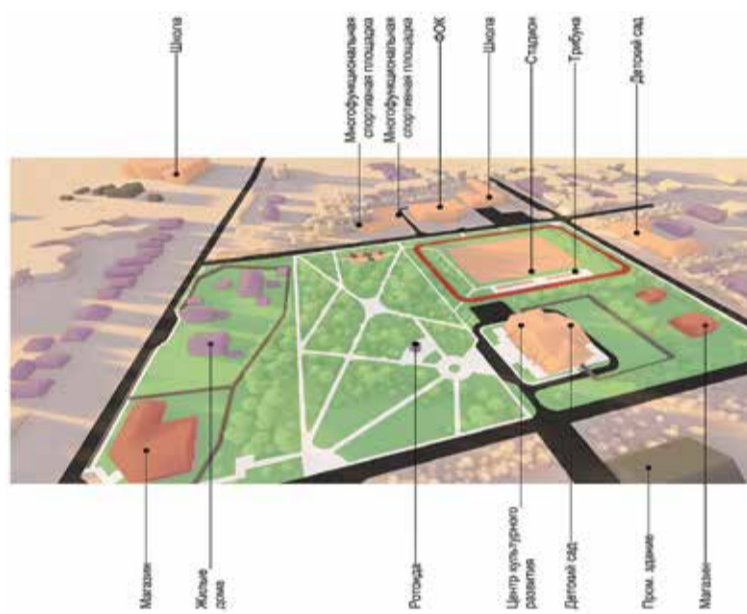 Школа
Многофункциональная
спортивная площадка
Многофункциональная
спортивная площадка
ФОК
Школа
Стадион
Трибуна
Детский сад
Магазин
Жилые
дома
Ротонда
Центр культурного
развития
Детский сад
Пром. здание
Магазин